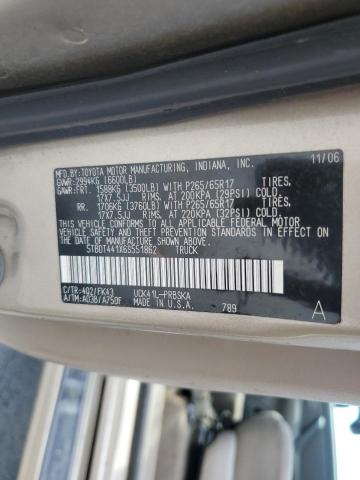 MFD.BY:TOYOTA MOTOR MANUFACTURING, INDIANA, INC. 11/06
GVWR:2994KG (6600LB)
GAWR:FRT. 1588KG (3500LB) WITH P265/65R17 TIRES,
17X7.5JJ RIMS, AT 200KPA (29PSI) COLD.
RR. 1706KG (3760LB) WITH P265/65R17 TIRES,
17X7.5JJ RIMS, AT 220KPA (32PSI) COLD.
THIS VEHICLE CONFORMS TO ALL APPLICABLE FEDERAL MOTOR
VEHICLE SAFETY STANDARDS IN EFFECT ON THE DATE OF
MANUFACTURE SHOWN ABOVE.
5TBDT441X6S551862 TRUCK
C/TR:4Q2/FK43 UCK41L-PRBSKA
A/TM:A03B/A750F MADE IN U.S.A. 789 A